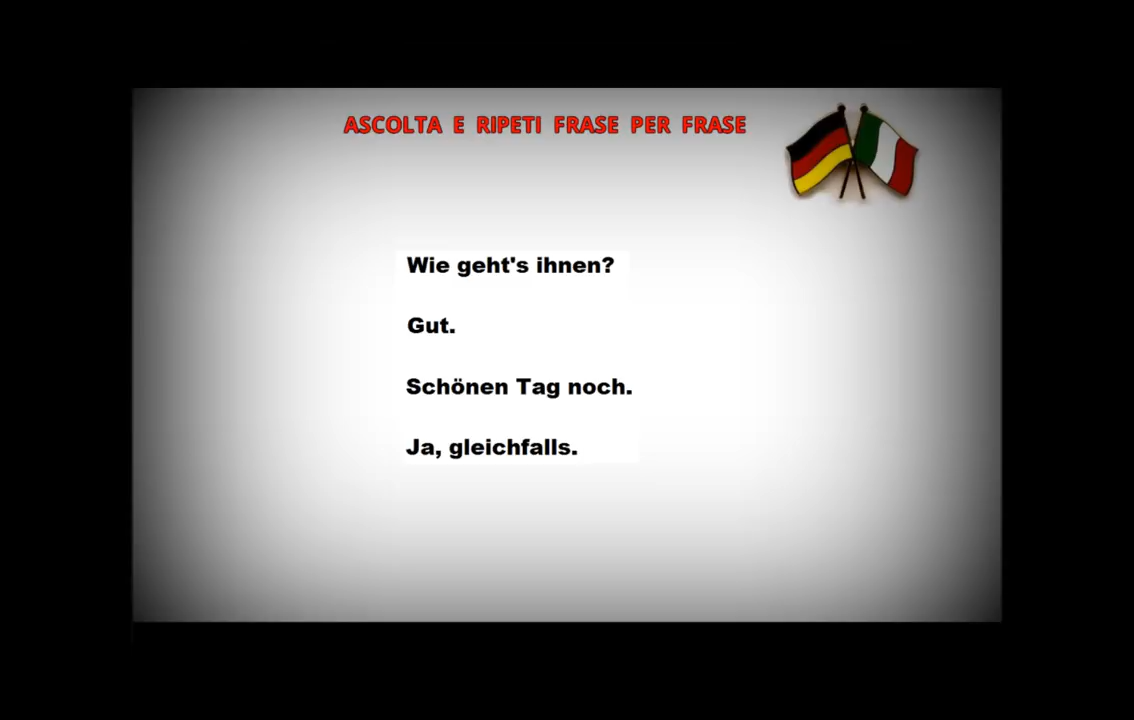 ASCOLTA E RIPETI FRASE PER FRASE
Wie geht's ihnen?
Gut.
Schönen Tag noch.
Ja, gleichfalls.